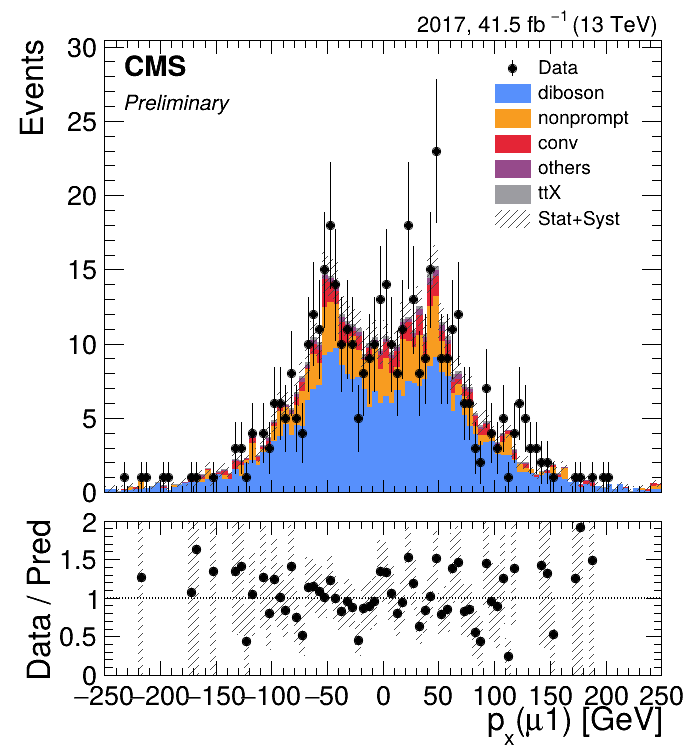 2017, 41.5 fb⁻¹ (13 TeV)
CMS
Preliminary
Events
30
25
20
15
10
5
0
Data
diboson
nonprompt
conv
others
ttX
Stat+Syst
Data / Pred
2
1.5
1
0.5
0
−250 −200 −150 −100 −50 0 50 100 150 200 250
pₓ(μ1) [GeV]